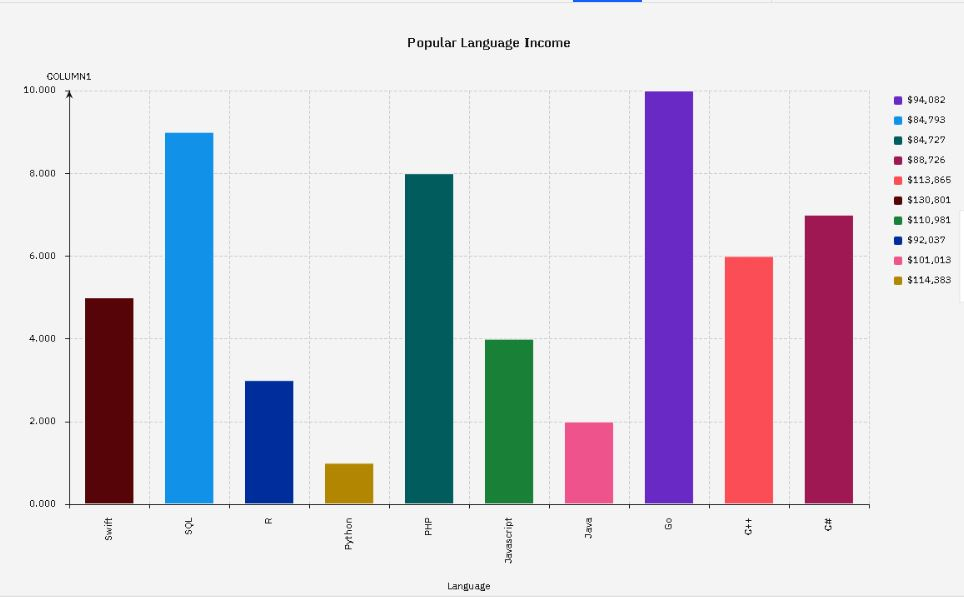 Popular Language Income
COLUMN1
10.000
8.000
6.000
4.000
2.000
0.000
Swift
SQL
R
Python
PHP
Javascript
Java
Go
C++
C#
Language
$94,082
$84,793
$84,727
$88,726
$113,865
$130,801
$110,981
$92,037
$101,013
$114,383